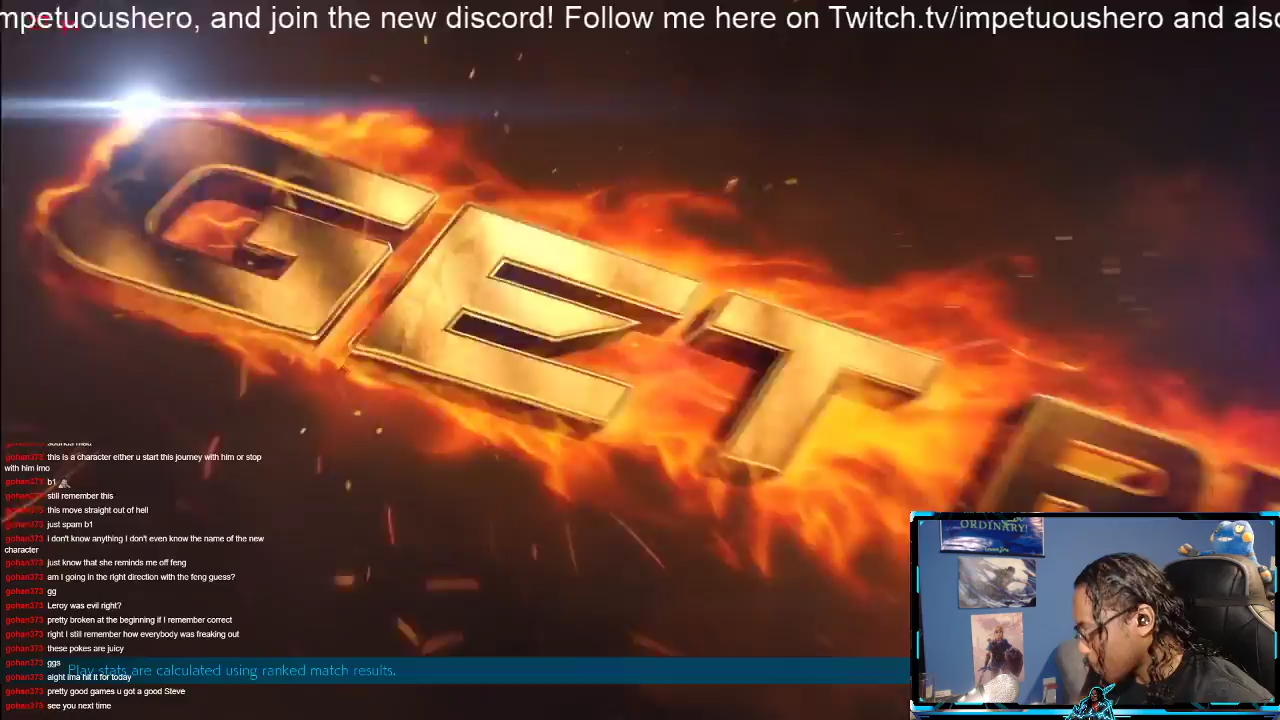 mpetuoushero, and join the new discord! Follow me here on Twitch.tv/impetuoushero and also
GET R
gohan373 sounds mad
gohan373 this is a character either u start this journey with him or stop
with him imo
gohan373 b1
gohan373 still remember this
gohan373 this move straight out of hell
gohan373 just spam b1
gohan373 I don't know anything I don't even know the name of the new
character
gohan373 just know that she reminds me off feng
gohan373 am I going in the right direction with the feng guess?
gohan373 gg
gohan373 Leroy was evil right?
gohan373 pretty broken at the beginning if I remember correct
gohan373 right I still remember how everybody was freaking out
gohan373 these pokes are juicy
gohan373 ggs
Play stats are calculated using ranked match results.
gohan373 aight ima hit it for today
gohan373 pretty good games u got a good Steve
gohan373 see you next time
ORDINARY!